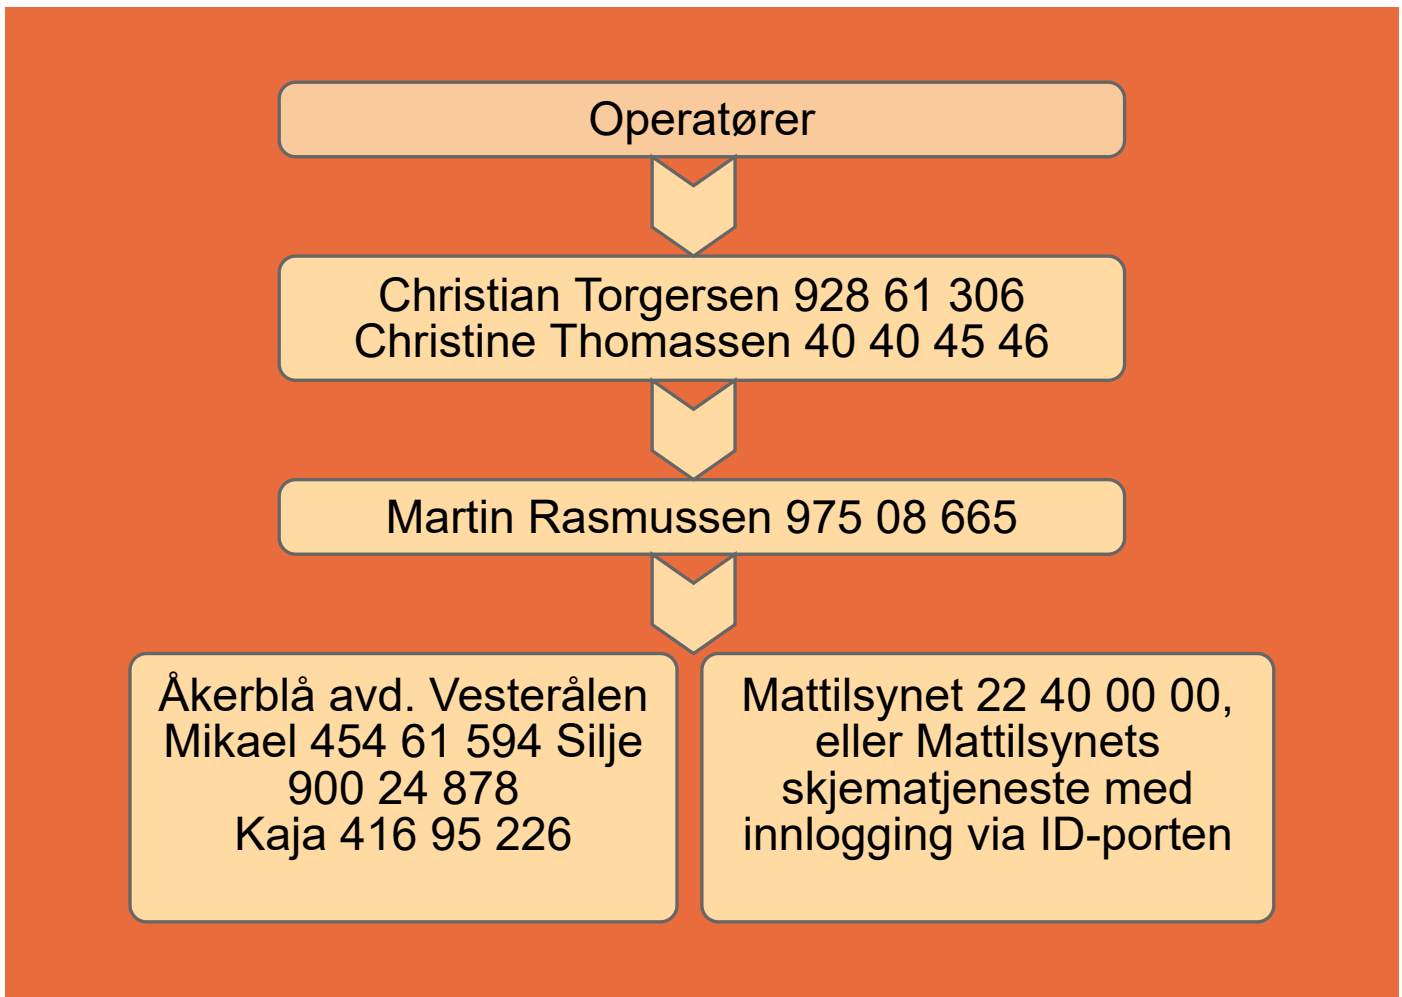 Operatører
Christian Torgersen 928 61 306
Christine Thomassen 40 40 45 46
Martin Rasmussen 975 08 665
Åkerblå avd. Vesterålen
Mikael 454 61 594 Silje
900 24 878
Kaja 416 95 226
Mattilsynet 22 40 00 00,
eller Mattilsynets
skjematjeneste med
innlogging via ID-porten